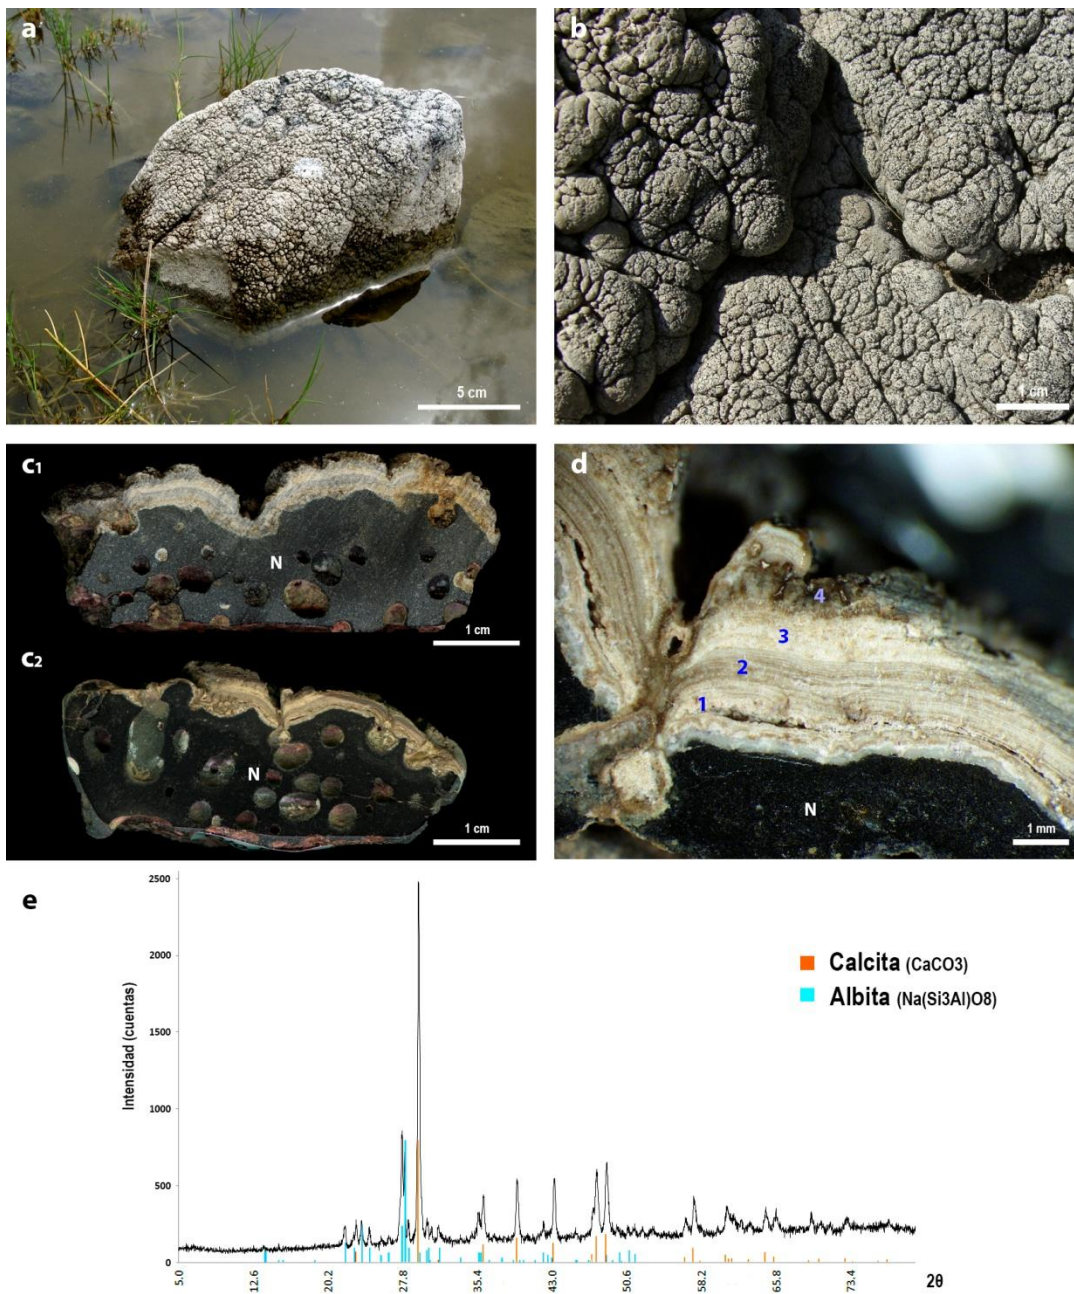 a
5 cm
b
1 cm
c1
N
1 cm
c2
N
1 cm
d
4
3
2
1
N
1 mm
e
Intensidad (cuentas)
2500
2000
1500
1000
500
0
5.0 12.6 20.2 27.8 35.4 43.0 50.6 58.2 65.8 73.4 2θ
Calcita (CaCO3)
Albita (Na(Si3Al)O8)